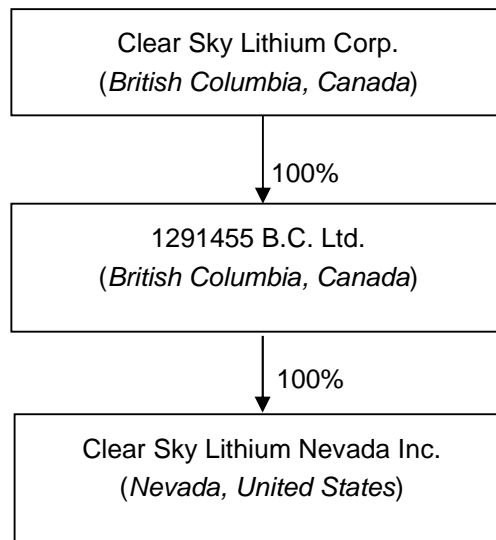 Clear Sky Lithium Corp.
(British Columbia, Canada)
100%
1291455 B.C. Ltd.
(British Columbia, Canada)
100%
Clear Sky Lithium Nevada Inc.
(Nevada, United States)